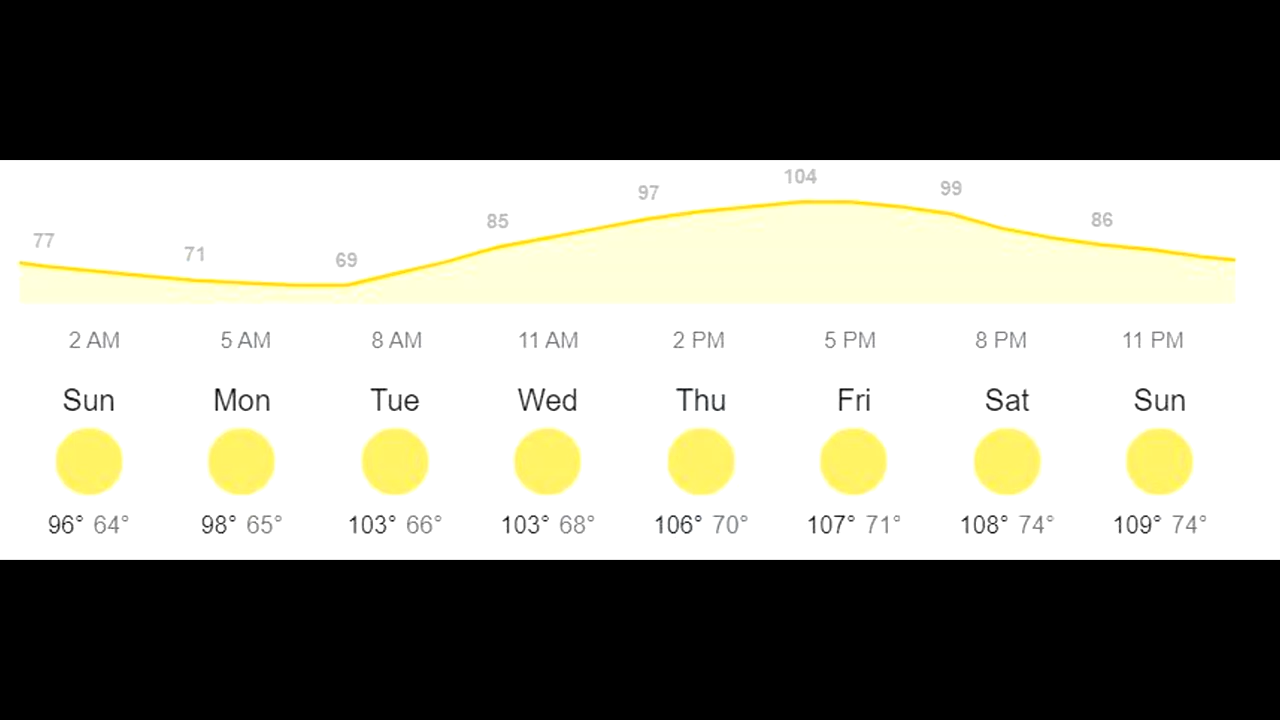 77 71 69 85 97 104 99 86
2 AM 5 AM 8 AM 11 AM 2 PM 5 PM 8 PM 11 PM
Sun Mon Tue Wed Thu Fri Sat Sun
96° 64° 98° 65° 103° 66° 103° 68° 106° 70° 107° 71° 108° 74° 109° 74°